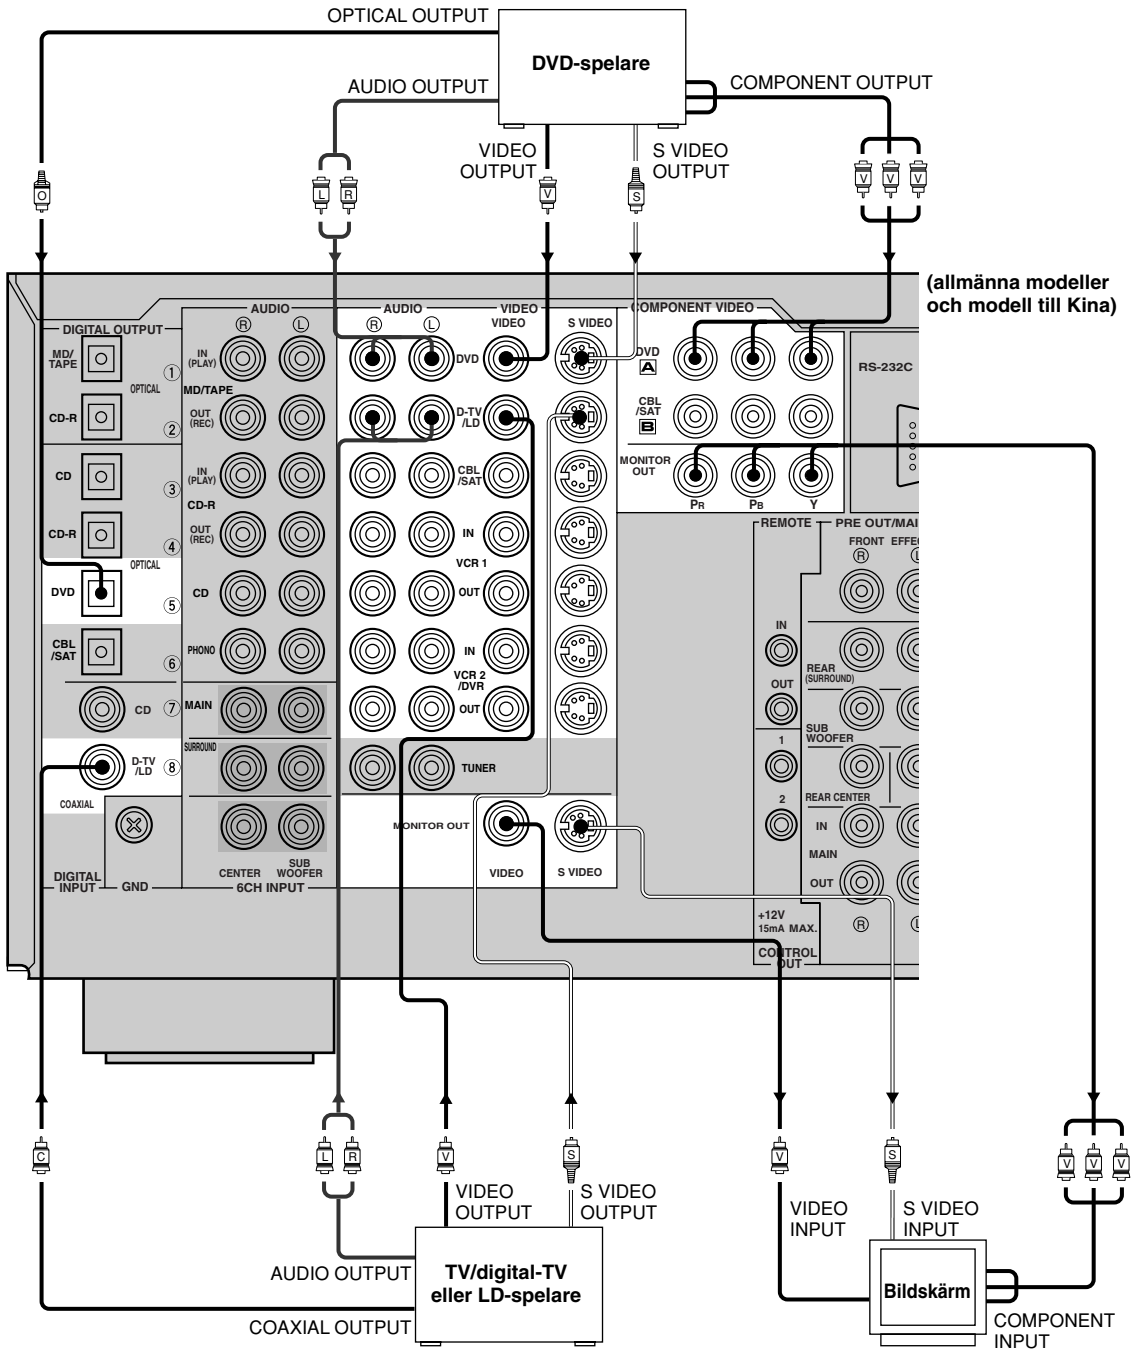 OPTICAL OUTPUT
DVD-spelare
AUDIO OUTPUT
COMPONENT OUTPUT
VIDEO
OUTPUT
S VIDEO
OUTPUT
O
L
R
V
S
V
V
V
(allmänna modeller
och modell till Kina)
DIGITAL OUTPUT
AUDIO
AUDIO
VIDEO
COMPONENT VIDEO
R
L
R
L
VIDEO
S VIDEO
MD/
TAPE
OPTICAL
1
IN
(PLAY)
MD/TAPE
DVD
DVD
A
RS-232C
CD-R
2
OUT
(REC)
D-TV
/LD
CBL
/SAT
B
CD
3
IN
(PLAY)
CD-R
CBL
/SAT
MONITOR
OUT
PR
PB
Y
CD-R
4
OPTICAL
OUT
(REC)
IN
VCR 1
REMOTE
PRE OUT/MAI
FRONT
EFFE
R
L
DVD
5
CD
OUT
CBL
/SAT
6
PHONO
IN
VCR 2
/DVR
IN
REAR
(SURROUND)
CD
7
MAIN
OUT
OUT
SUB
WOOFER
D-TV
/LD
8
SURROUND
TUNER
1
COAXIAL
REAR CENTER
MONITOR OUT
2
IN
MAIN
OUT
DIGITAL
INPUT
GND
CENTER
SUB
WOOFER
6CH INPUT
VIDEO
S VIDEO
+12V
15mA MAX.
CONTROL
OUT
R
L
C
L
R
V
S
V
S
V
V
V
VIDEO
OUTPUT
S VIDEO
OUTPUT
VIDEO
INPUT
S VIDEO
INPUT
AUDIO OUTPUT
TV/digital-TV
eller LD-spelare
Bildskärm
COAXIAL OUTPUT
COMPONENT
INPUT